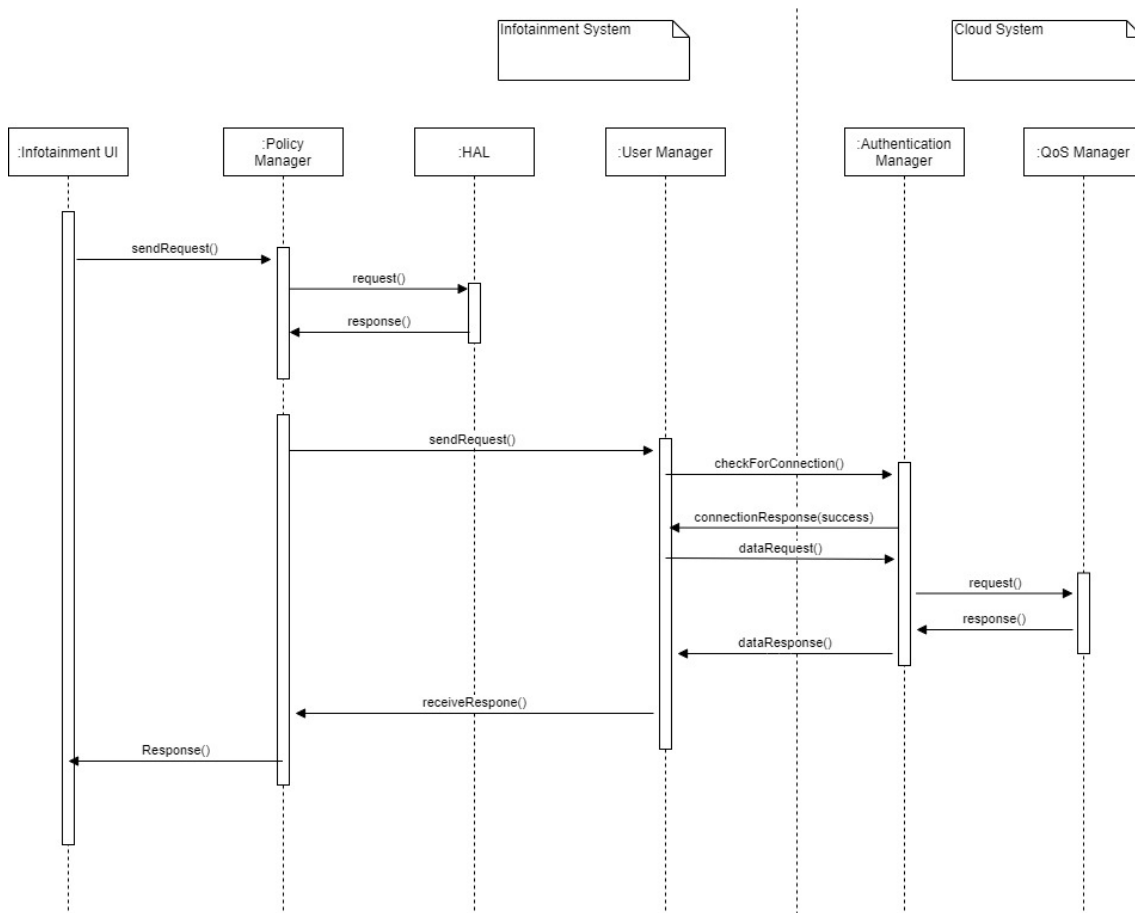 Infotainment System
Cloud System
:Infotainment UI
:Policy
Manager
:HAL
:User Manager
:Authentication
Manager
:QoS Manager
sendRequest()
request()
response()
sendRequest()
checkForConnection()
connectionResponse(success)
dataRequest()
request()
response()
dataResponse()
receiveRespone()
Response()